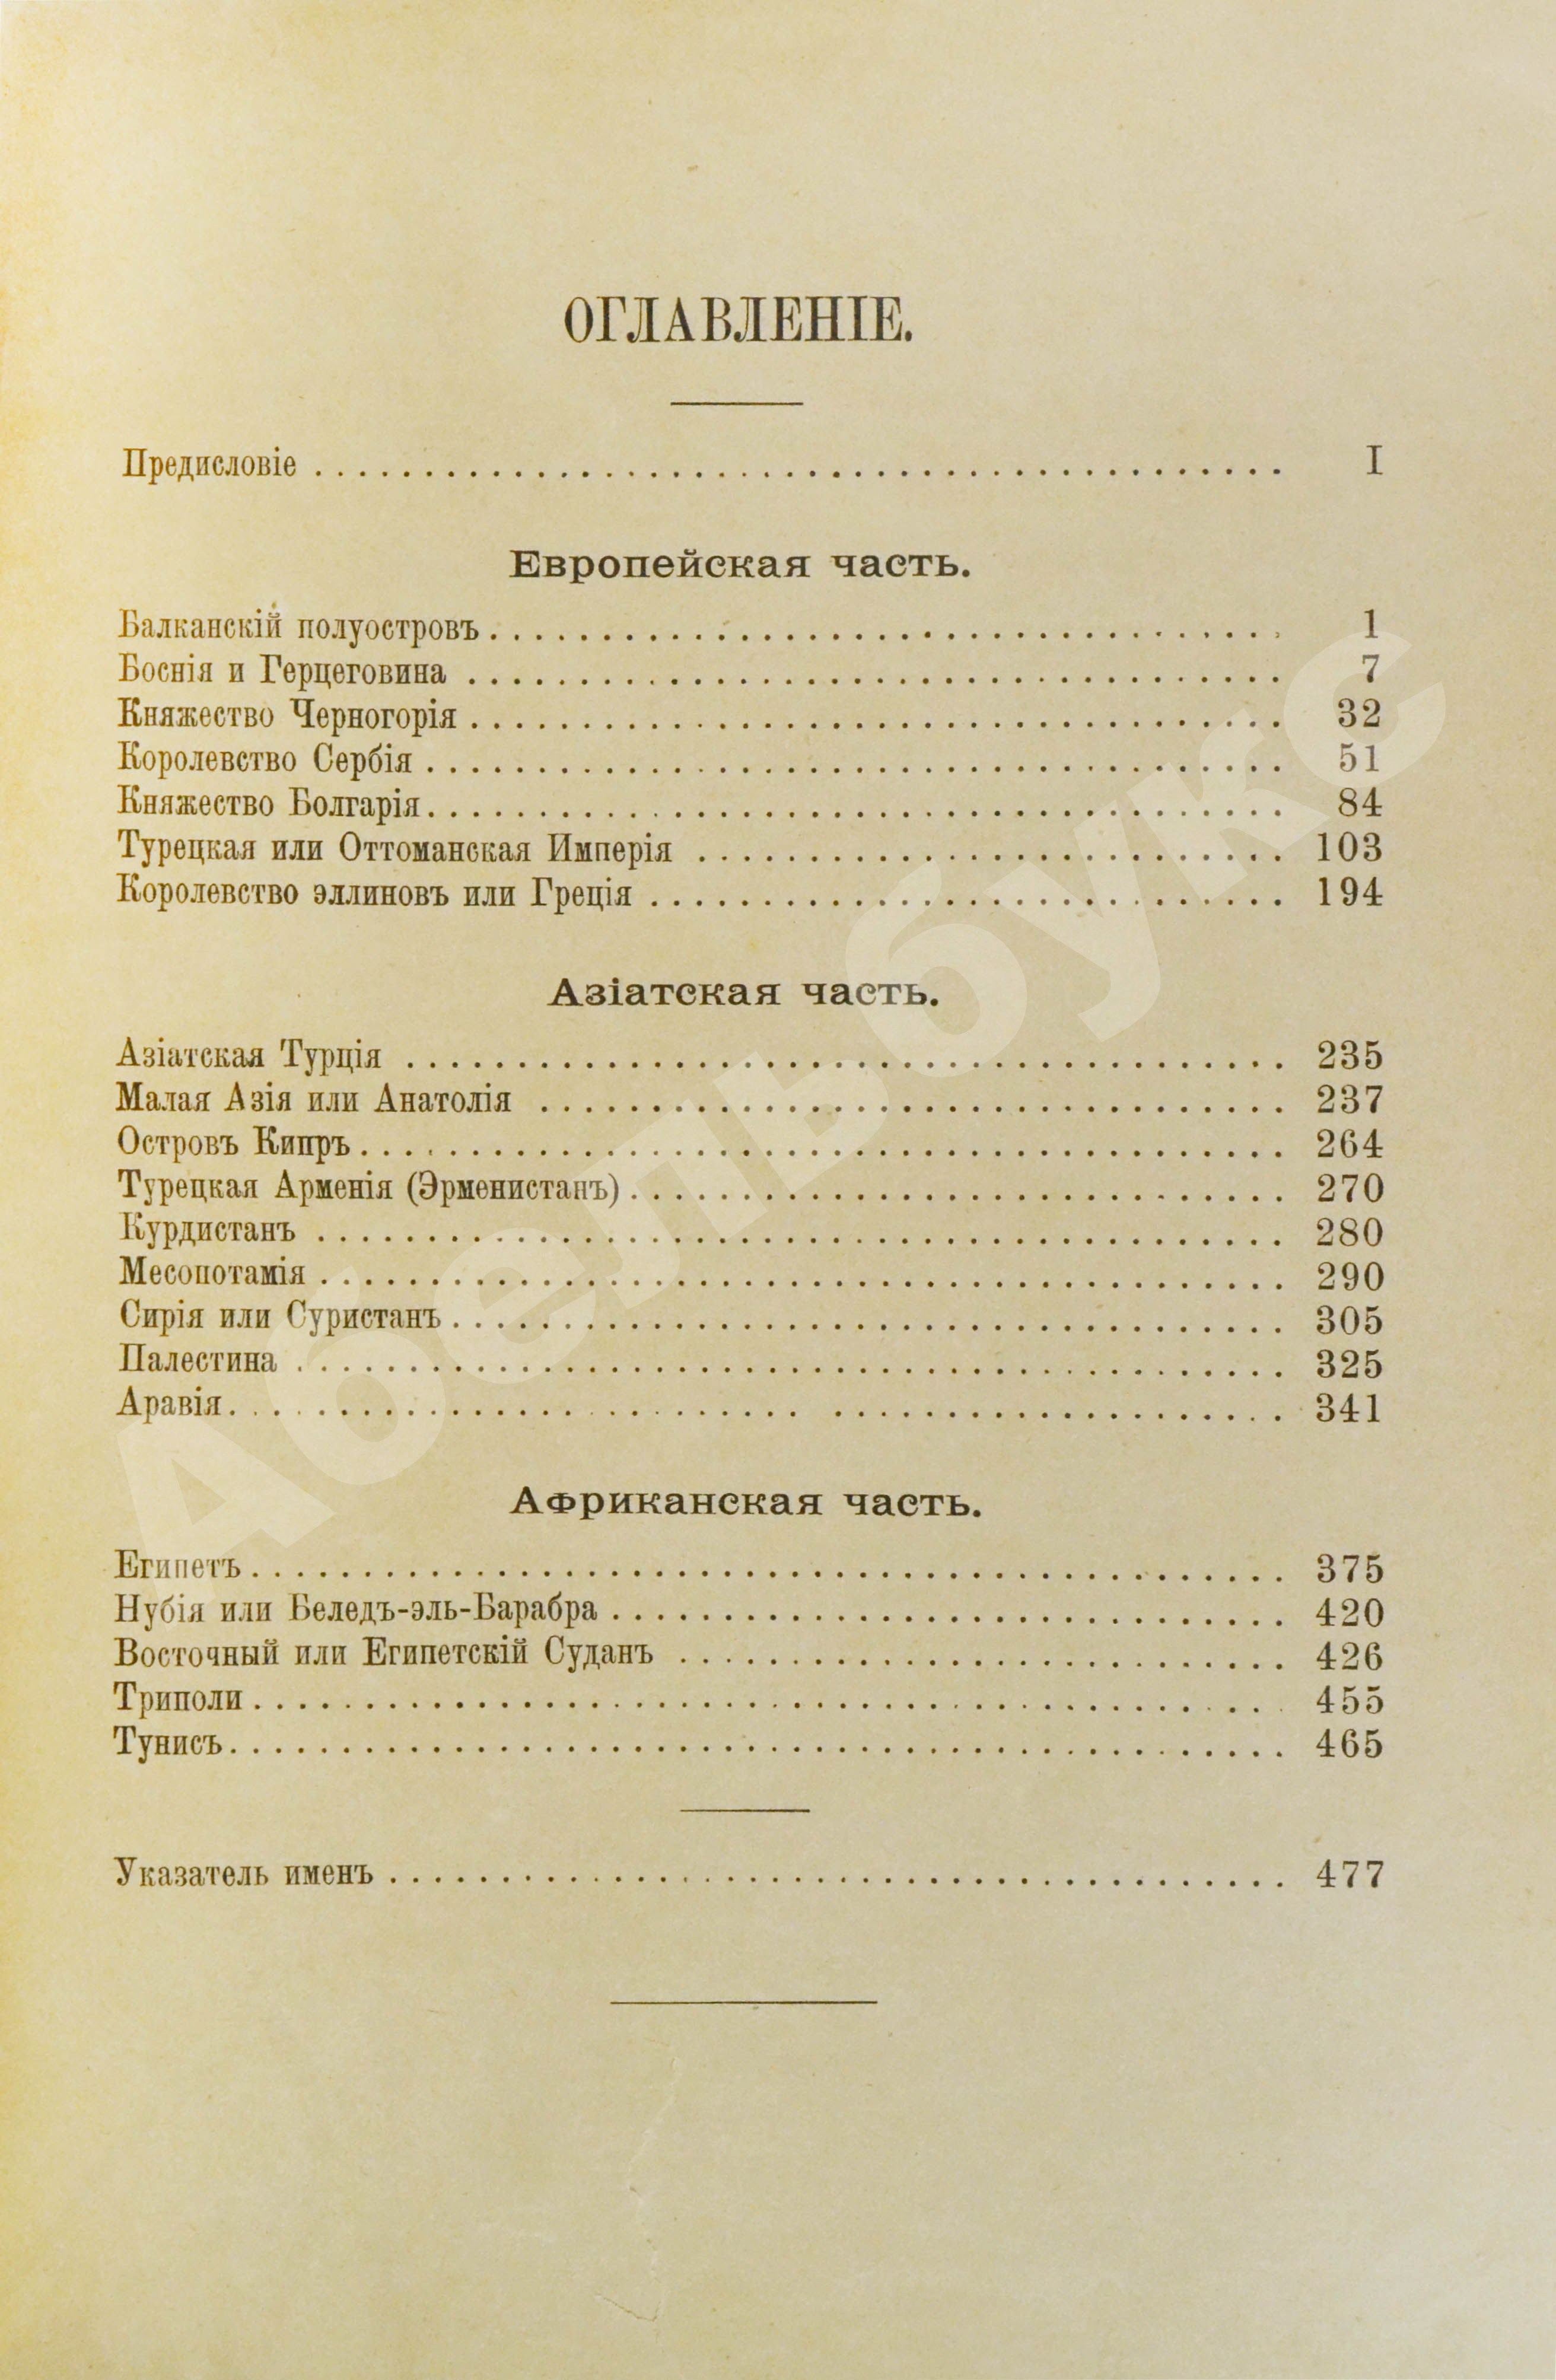 ОГЛАВЛЕНІЕ.
Предисловіе . . . . . . . . . . . . . . . . . . . . I
Европейская часть.
Балканскій полуостровъ . . . . . . . . . . . . . . . . . . . . 1
Боснія и Герцеговина . . . . . . . . . . . . . . . . . . . . 7
Княжество Черногорія . . . . . . . . . . . . . . . . . . . . 32
Королевство Сербія . . . . . . . . . . . . . . . . . . . . 51
Княжество Болгарія . . . . . . . . . . . . . . . . . . . . 84
Турецкая или Оттоманская Имперія . . . . . . . . . . . . . . . . . . . . 103
Королевство эллиновъ или Греція . . . . . . . . . . . . . . . . . . . . 194
Азіатская часть.
Азіатская Турція . . . . . . . . . . . . . . . . . . . . 235
Малая Азія или Анатолія . . . . . . . . . . . . . . . . . . . . 237
Островъ Кипръ . . . . . . . . . . . . . . . . . . . . 264
Турецкая Арменія (Эрменистанъ) . . . . . . . . . . . . . . . . . . . . 270
Курдистанъ . . . . . . . . . . . . . . . . . . . . 280
Месопотамія . . . . . . . . . . . . . . . . . . . . 290
Сирія или Суристанъ . . . . . . . . . . . . . . . . . . . . 305
Палестина . . . . . . . . . . . . . . . . . . . . 325
Аравія . . . . . . . . . . . . . . . . . . . . 341
Африканская часть.
Египетъ . . . . . . . . . . . . . . . . . . . . 375
Нубія или Беледъ-эль-Барабра . . . . . . . . . . . . . . . . . . . . 420
Восточный или Египетскій Суданъ . . . . . . . . . . . . . . . . . . . . 426
Триполи . . . . . . . . . . . . . . . . . . . . 455
Тунисъ . . . . . . . . . . . . . . . . . . . . 465
Указатель именъ . . . . . . . . . . . . . . . . . . . . 477
Абельбукс